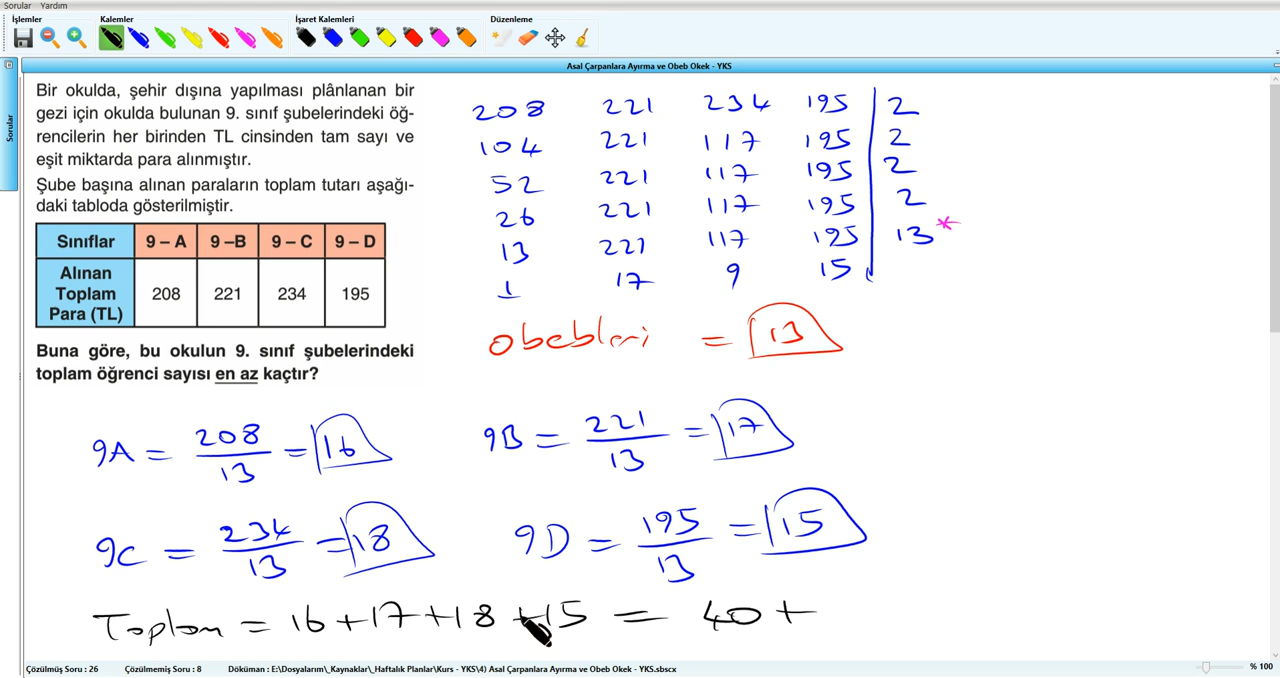 Sorular Yardım
İşlemler Kalemler İşaret Kalemleri Düzenleme
Asal Çarpanlara Ayırma ve Obeb Okek - YKS
Sorular
Bir okulda, şehir dışına yapılması plânlanan bir
gezi için okulda bulunan 9. sınıf şubelerindeki öğ-
rencilerin her birinden TL cinsinden tam sayı ve
eşit miktarda para alınmıştır.
Şube başına alınan paraların toplam tutarı aşağı-
daki tabloda gösterilmiştir.
Sınıflar 9 – A 9 –B 9 – C 9 – D
Alınan
Toplam
Para (TL) 208 221 234 195
Buna göre, bu okulun 9. sınıf şubelerindeki
toplam öğrenci sayısı en az kaçtır?
208 221 234 195 2
104 221 117 195 2
52 221 117 195 2
26 221 117 195 2
13 221 117 195 13*
1 17 9 15
Obebleri = 13
9A = 208/13 = 16
9B = 221/13 = 17
9C = 234/13 = 18
9D = 195/13 = 15
Toplam = 16+17+18+15 = 40+
Çözülmüş Soru : 26 Çözülmemiş Soru : 8 Döküman : E:\Dosyalarım\_Kaynaklar\_Haftalık Planlar\Kurs - YKS\4) Asal Çarpanlara Ayırma ve Obeb Okek - YKS.sbscx % 100